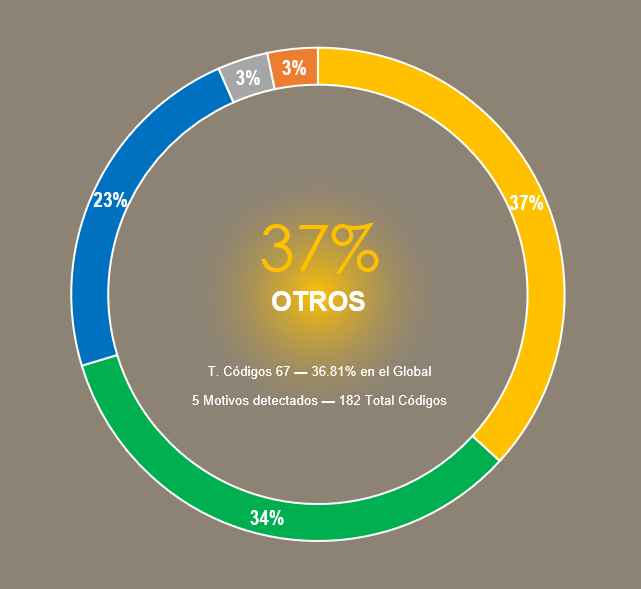 3%
3%
23%
37%
37%
OTROS
T. Códigos 67 — 36.81% en el Global
5 Motivos detectados — 182 Total Códigos
34%